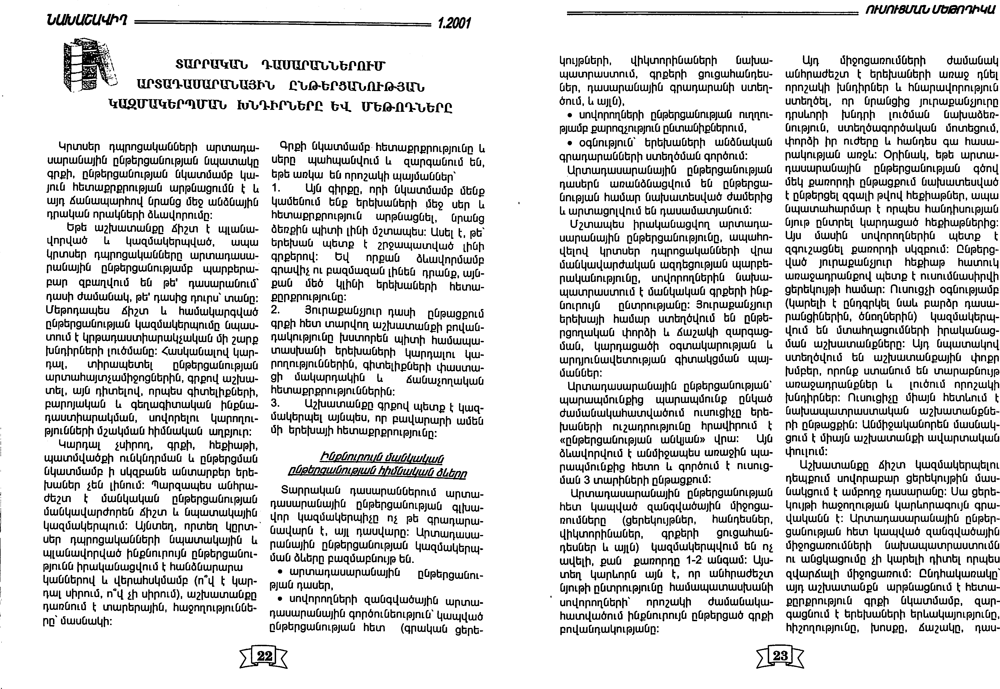 ՆԱԽԱՇԱՎԻՂ 1.2001
ՏԱՐՐԱԿԱՆ ԴԱՍԱՐԱՆՆԵՐՈՒՄ
ԱՐՏԱԴԱՍԱՐԱՆԱՅԻՆ ԸՆԹԵՐՑԱՆՈՒԹՅԱՆ
ԿԱԶՄԱԿԵՐՊՄԱՆ ԽՆԴԻՐՆԵՐԸ ԵՎ ՄԵԹՈԴՆԵՐԸ
Կրտսեր դպրոցականների արտադա-
սարանային ընթերցանության նպատակը
գրքի, ընթերցանության նկատմամբ կա-
յուն հետաքրքրության արթնացումն է և
այդ ճանապարհով նրանց մեջ անձնային
դրական որակների ձևավորումը:
Եթե աշխատանքը ճիշտ է պլանա-
վորված և կազմակերպված, ապա
կրտսեր դպրոցականները արտադասա-
րանային ընթերցանությամբ պարբերա-
բար զբաղվում են թե' դասարանում՝
դասի ժամանակ, թե' դասից դուրս՝ տանը:
Մեթոդապես ճիշտ և համակարգված
ընթերցանության կազմակերպումը նպաս-
տում է կրթադաստիարակչական մի շարք
խնդիրների լուծմանը: Հասկանալով կար-
դալ, տիրապետել ընթերցանության
արտահայտչամիջոցներին, գրքով աշխա-
տել, այն դիտելով, որպես գիտելիքների,
բարոյական և գեղագիտական ինքնա-
դաստիարակման, սովորելու կարողու-
թյունների մշակման հիմնական աղբյուր:
Կարդալ չսիրող, գրքի, հեքիաթի,
պատմվածքի ունկնդրման և ընթերցման
նկատմամբ ի սկզբանե անտարբեր երե-
խաներ չեն լինում: Պարզապես անհրա-
ժեշտ է մանկական ընթերցանության
մանկավարժորեն ճիշտ և նպատակային
կազմակերպում: Այնտեղ, որտեղ կըրտ-
սեր դպրոցականների նպատակային և
պլանավորված ինքնուրույն ընթերցանու-
թյունն իրականացվում է հանձնարարա
կաններով և վերահսկմամբ (ո՞վ է կար-
դալ սիրում, ո՞վ չի սիրում), աշխատանքը
դառնում է տարերային, հաջողություննե-
րը՝ մասնակի:
Գրքի նկատմամբ հետաքրքրությունը և
սերը պահպանվում և զարգանում են,
եթե առկա են որոշակի պայմաններ՝
1. Այն գիրքը, որի նկատմամբ մենք
կամենում ենք երեխաների մեջ սեր և
հետաքրքրություն արթնացնել, նրանց
ձեռքին պիտի լինի մշտապես: Ասել է, թե՝
երեխան պետք է շրջապատված լինի
գրքերով: Եվ որքան ձևավորմամբ
գրավիչ ու բազմազան լինեն դրանք, այն-
քան մեծ կլինի երեխաների հետա-
քըրքրությունը:
2. Յուրաքանչյուր դասի ընթացքում
գրքի հետ տարվող աշխատանքի բովան-
դակությունը խստորեն պիտի համապա-
տասխանի երեխաների կարդալու կա-
րողություններին, գիտելիքների փաստա-
ցի մակարդակին և ճանաչողական
հետաքրքրություններին:
3. Աշխատանքը գրքով պետք է կազ-
մակերպել այնպես, որ բավարարի ամեն
մի երեխայի հետաքրքրությունը:
Ինքնուրույն մանկական
ընթերցանության հիմնական ձևերը
Տարրական դասարաններում արտա-
դասարանային ընթերցանության գլխա-
վոր կազմակերպիչը ոչ թե գրադարա-
նավարն է, այլ դասվարը: Արտադասա-
րանային ընթերցանության կազմակերպ-
ման ձևերը բազմաբնույթ են.
• արտադասարանային ընթերցանու-
թյան դասեր,
• սովորողների զանգվածային արտա-
դասարանային գործունեություն՝ կապված
ընթերցանության հետ (գրական ցերե-
22
ՈՒՍՈՒՑՄԱՆ ՄԵԹՈԴԻԿԱ
կույթների, վիկտորինաների նախա-
պատրաստում, գրքերի ցուցահանդես-
ներ, դասարանային գրադարանի ստեղ-
ծում, և այլն),
• սովորողների ընթերցանության ուղղու-
թյամբ քարոզչություն ընտանիքներում,
• օգնություն՝ երեխաների անձնական
գրադարանների ստեղծման գործում:
Արտադասարանային ընթերցանության
դասերն առանձնացվում են ընթերցա-
նության համար նախատեսված ժամերից
և արտացոլվում են դասամատյանում:
Մշտապես իրականացվող արտադա-
սարանային ընթերցանությունը, ապահո-
վելով կրտսեր դպրոցականների վրա
մանկավարժական ազդեցության պարբե-
րականությունը, սովորողներին նախա-
պատրաստում է մանկական գրքերի ինք-
նուրույն ընտրությանը: Յուրաքանչյուր
երեխայի համար ստեղծվում են ընթե-
րցողական փորձի և ճաշակի զարգաց-
ման, կարդացածի օգտակարության և
արդյունավետության գիտակցման պայ-
մաններ:
Արտադասարանային ընթերցանության՝
պարապմունքից պարապմունք ընկած
ժամանակահատվածում ուսուցիչը երե-
խաների ուշադրությունը հրավիրում է
«ընթերցանության անկյան» վրա: Այն
ձևավորվում է անմիջապես առաջին պա-
րապմունքից հետո և գործում է ուսուց-
ման 3 տարիների ընթացքում:
Արտադասարանային ընթերցանության
հետ կապված զանգվածային միջոցա-
ռումները (ցերեկույթներ, հանդեսներ,
վիկտորինաներ, գրքերի ցուցահան-
դեսներ և այլն) կազմակերպվում են ոչ
ավելի, քան քառորդը 1-2 անգամ: Այս-
տեղ կարևորն այն է, որ անհրաժեշտ
նյութի ընտրությունը համապատասխանի
սովորողների՝ որոշակի ժամանակա-
հատվածում ինքնուրույն ընթերցած գրքի
բովանդակությանը:
Այդ միջոցառումների ժամանակ
անհրաժեշտ է երեխաների առաջ դնել
որոշակի խնդիրներ և հնարավորություն
ստեղծել, որ նրանցից յուրաքանչյուրը
դրսևորի խնդրի լուծման նախաձեռ-
նություն, ստեղծագործական մոտեցում,
փորձի իր ուժերը և հանդես գա հասա-
րակության առջև: Օրինակ, եթե արտա-
դասարանային ընթերցանության գծով
մեկ քառորդի ընթացքում նախատեսված
է ընթերցել զգալի թվով հեքիաթներ, ապա
նպատահարմար է որպես հանդիսության
նյութ ընտրել կարդացած հեքիաթներից:
Այս մասին սովորողներին պետք է
զգուշացնել քառորդի սկզբում: Ընթերց-
ված յուրաքանչյուր հեքիաթ հատուկ
առաջադրանքով պետք է ուսումնասիրվի
ցերեկույթի համար: Ուսուցչի օգնությամբ
(կարելի է ընդգրկել նաև բարձր դասա-
րանցիներին, ծնողներին) կազմակերպ-
վում են մտահղացումների իրականաց-
ման աշխատանքները: Այդ նպատակով
ստեղծվում են աշխատանքային փոքր
խմբեր, որոնք ստանում են տարաբնույթ
առաջադրանքներ և լուծում որոշակի
խնդիրներ: Ուսուցիչը միայն հետևում է
նախապատրաստական աշխատանքնե-
րի ընթացքին: Անմիջականորեն մասնակ-
ցում է միայն աշխատանքի ավարտական
փուլում:
Աշխատանքը ճիշտ կազմակերպելու
դեպքում սովորաբար ցերեկույթին մաս-
նակցում է ամբողջ դասարանը: Սա ցերե-
կույթի հաջողության կարևորագույն գրա-
վականն է: Արտադասարանային ընթեր-
ցանության հետ կապված զանգվածային
միջոցառումների նախապատրաստումն
ու անցկացումը չի կարելի դիտել որպես
զվարճալի միջոցառում: Ընդհակառակը՝
այդ աշխատանքն արթնացնում է հետա-
քըրքրություն գրքի նկատմամբ, զար-
գացնում է երեխաների երևակայությունը,
հիշողությունը, խոսքը, ճաշակը, դաս-
23